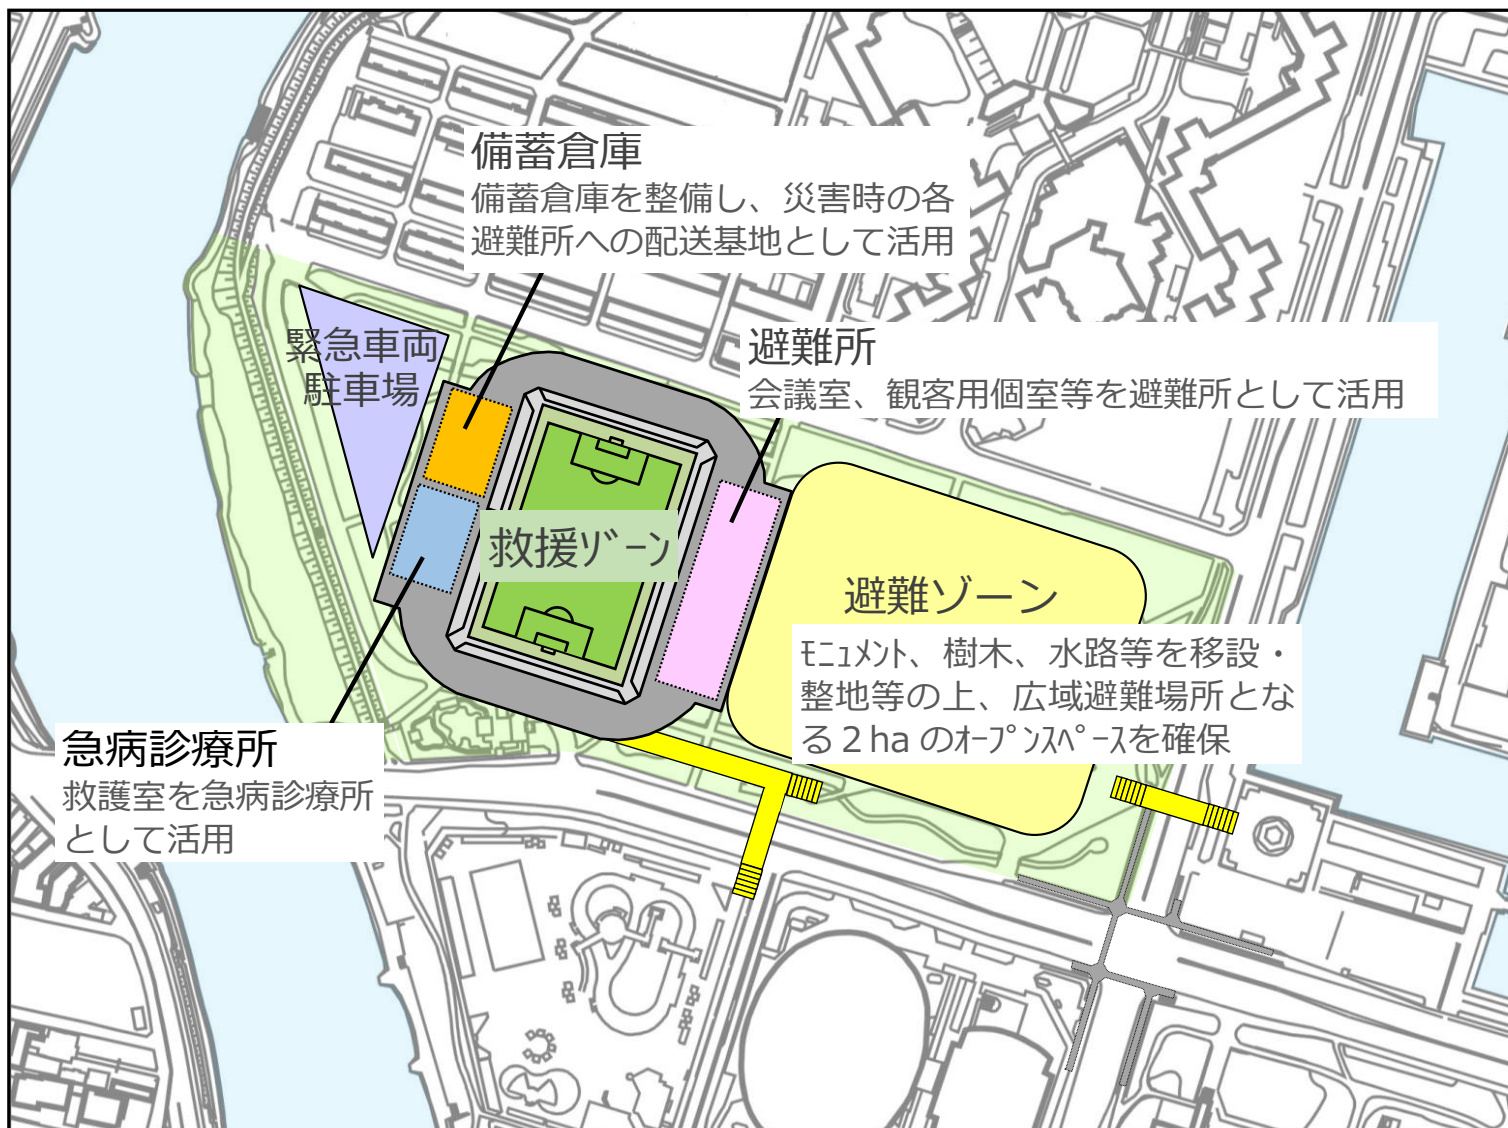 備蓄倉庫
備蓄倉庫を整備し、災害時の各
避難所への配送基地として活用
緊急車両
駐車場
避難所
会議室、観客用個室等を避難所として活用
救援ｿﾞｰﾝ
避難ゾーン
ﾓﾆｭﾒﾝﾄ、樹木、水路等を移設・
整地等の上、広域避難場所とな
る２haのｵｰﾌﾟﾝｽﾍﾟｰｽを確保
急病診療所
救護室を急病診療所
として活用